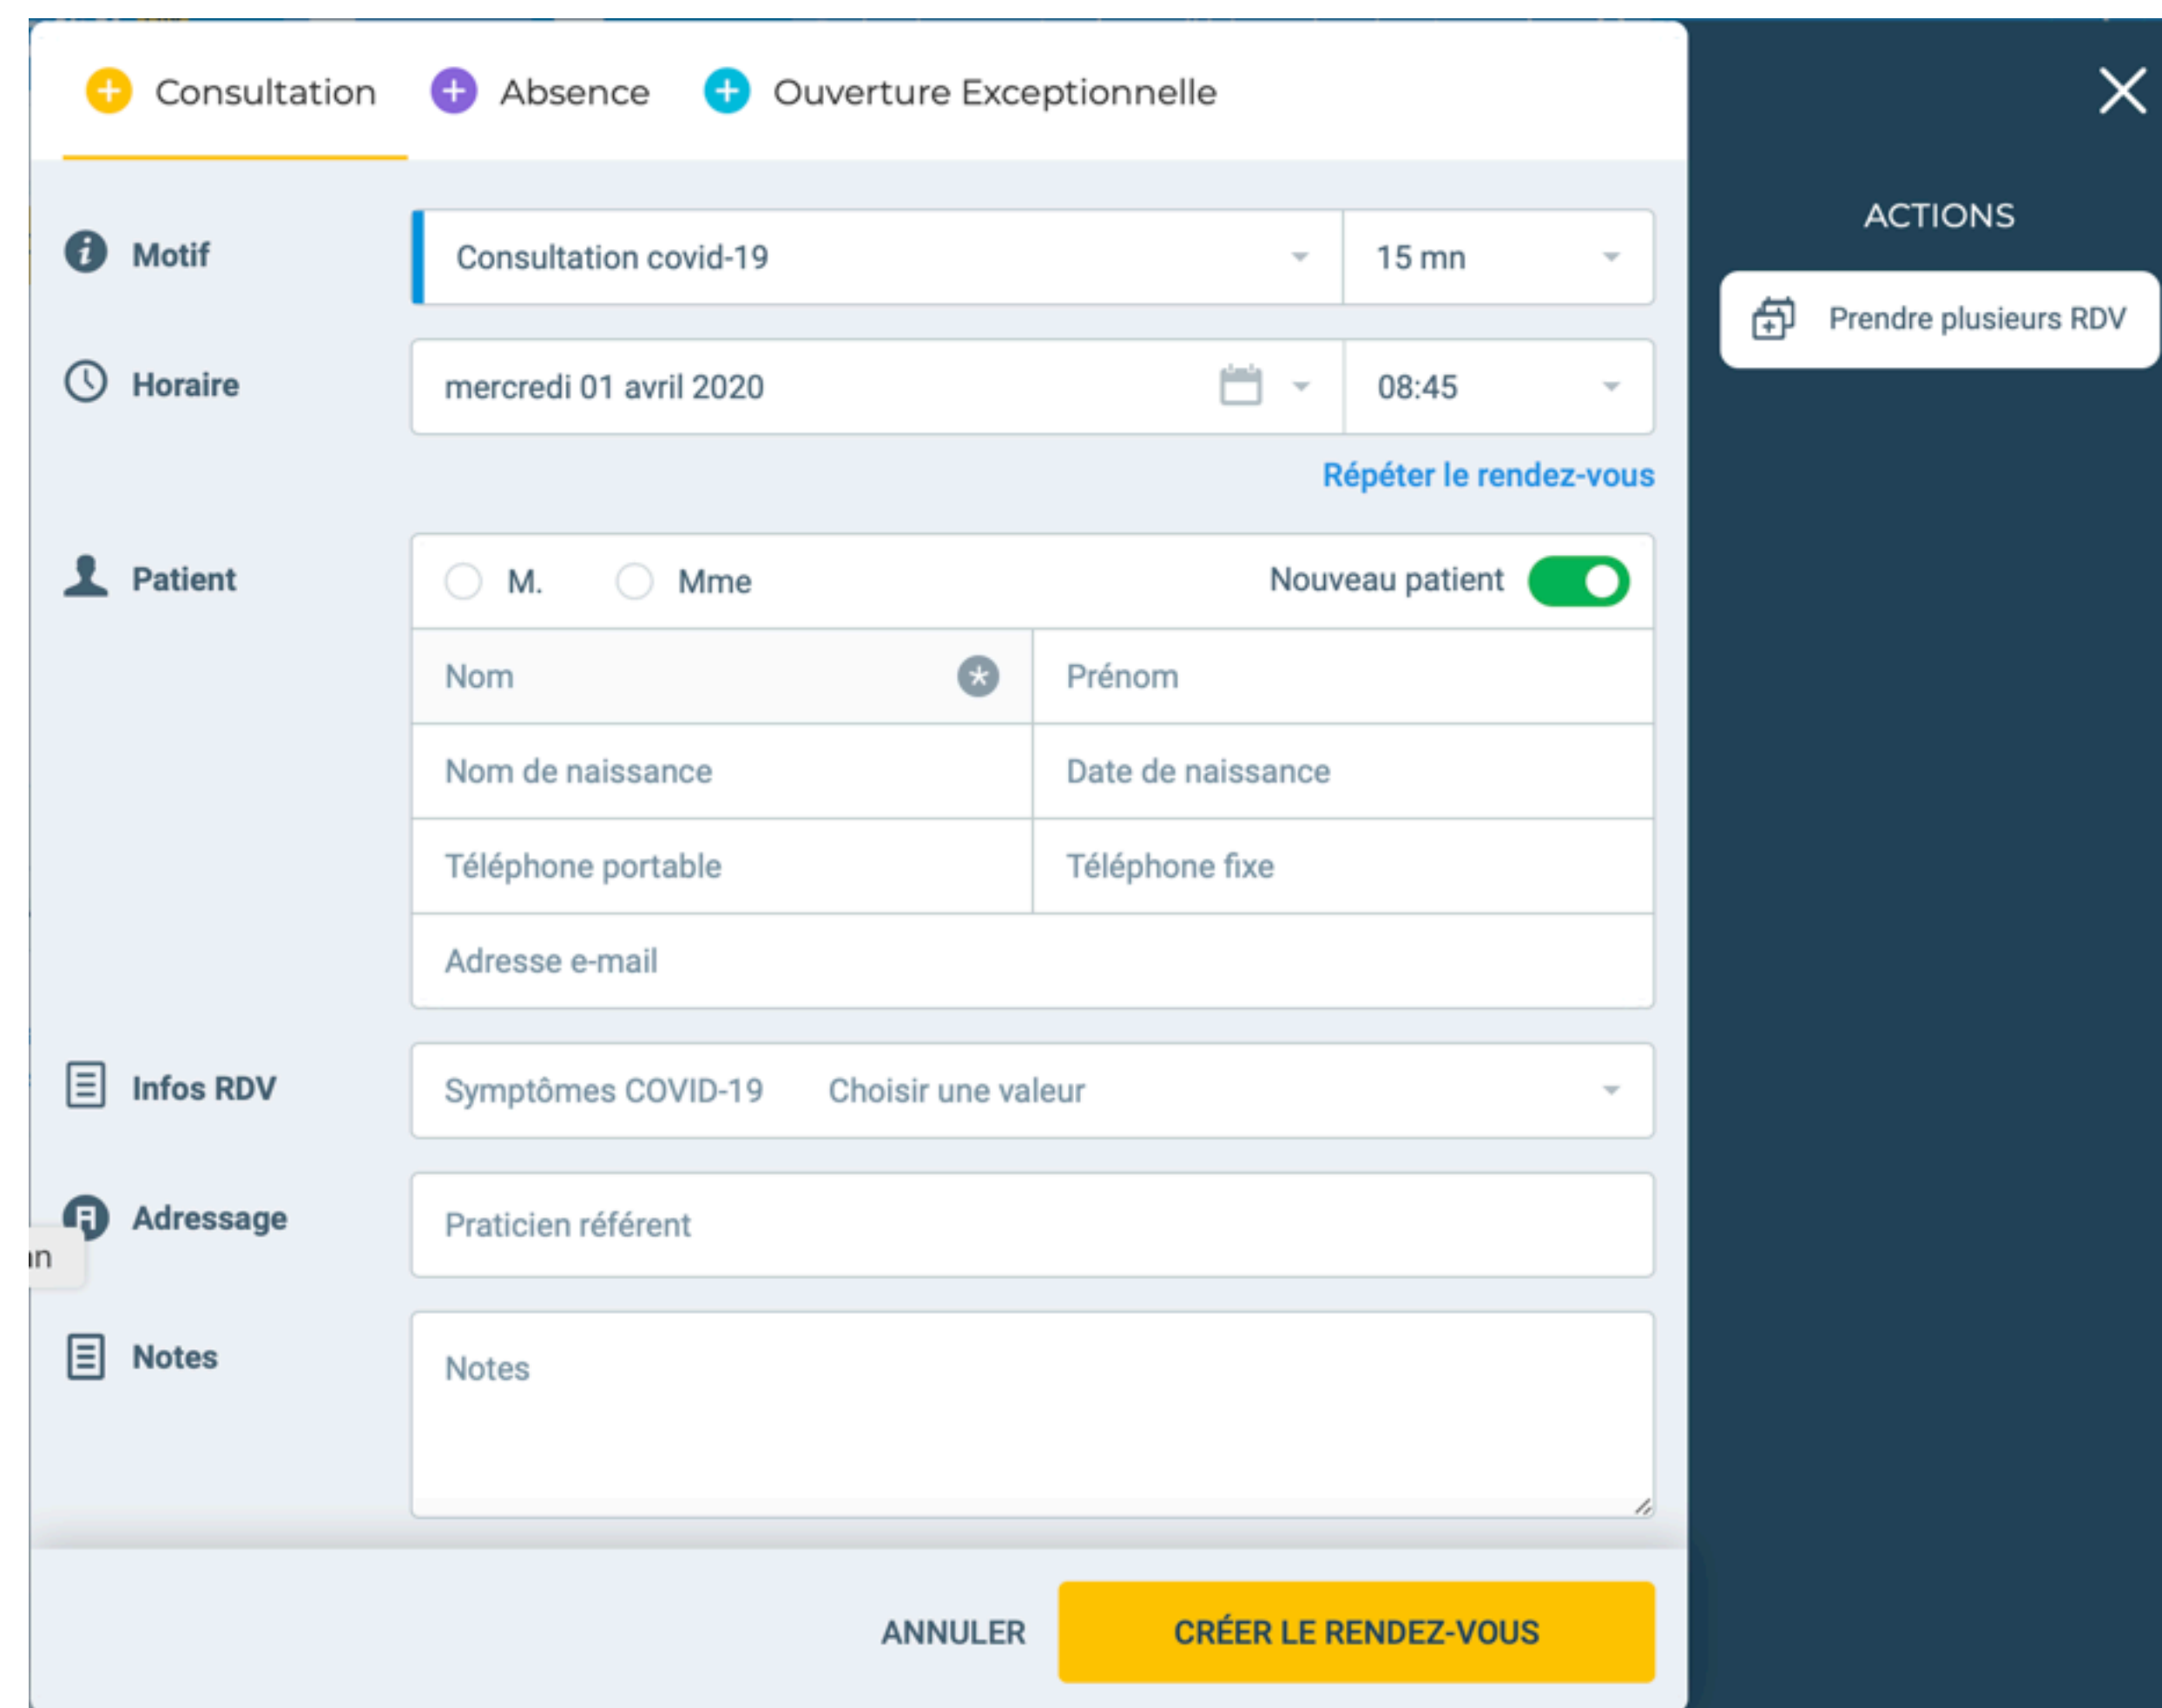 Consultation Absence Ouverture Exceptionnelle
ACTIONS
Prendre plusieurs RDV
Motif Consultation covid-19 15 mn
Horaire mercredi 01 avril 2020 08:45
Répéter le rendez-vous
Patient M. Mme Nouveau patient
Nom Prénom
Nom de naissance Date de naissance
Téléphone portable Téléphone fixe
Adresse e-mail
Infos RDV Symptômes COVID-19 Choisir une valeur
Adressage Praticien référent
Notes Notes
ANNULER CRÉER LE RENDEZ-VOUS